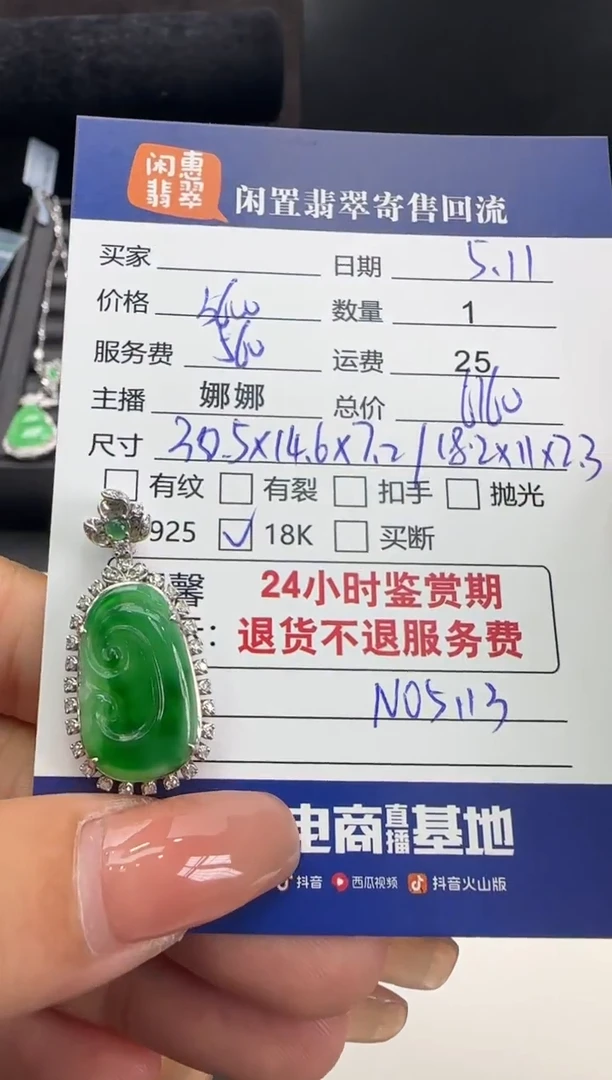 闲惠翡翠 闲置翡翠寄售回流
买家 日期 5.11
价格 5600 数量 1
服务费 560 运费 25
主播 娜娜 总价
尺寸 30.5x14.6x7.2/18.2x11x2.3
有纹 有裂 扣手 抛光
925 18K 买断
馨 24小时鉴赏期
: 退货不退服务费
NO5113
电商直播基地
抖音 西瓜视频 抖音火山版